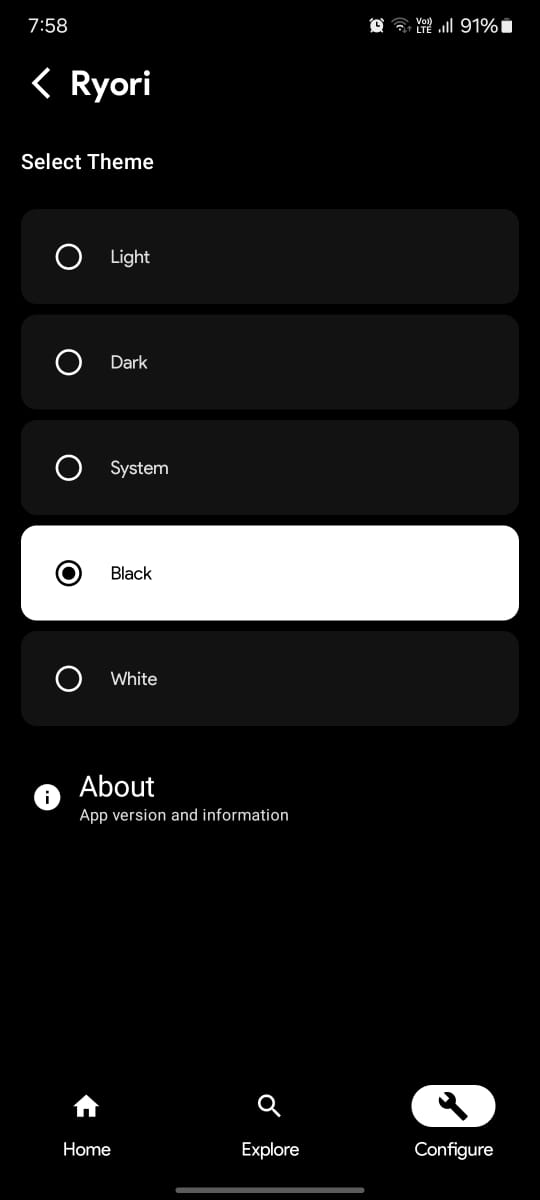 7:58
Vo)) LTE 91%
Ryori
Select Theme
Light
Dark
System
Black
White
About
App version and information
Home Explore Configure